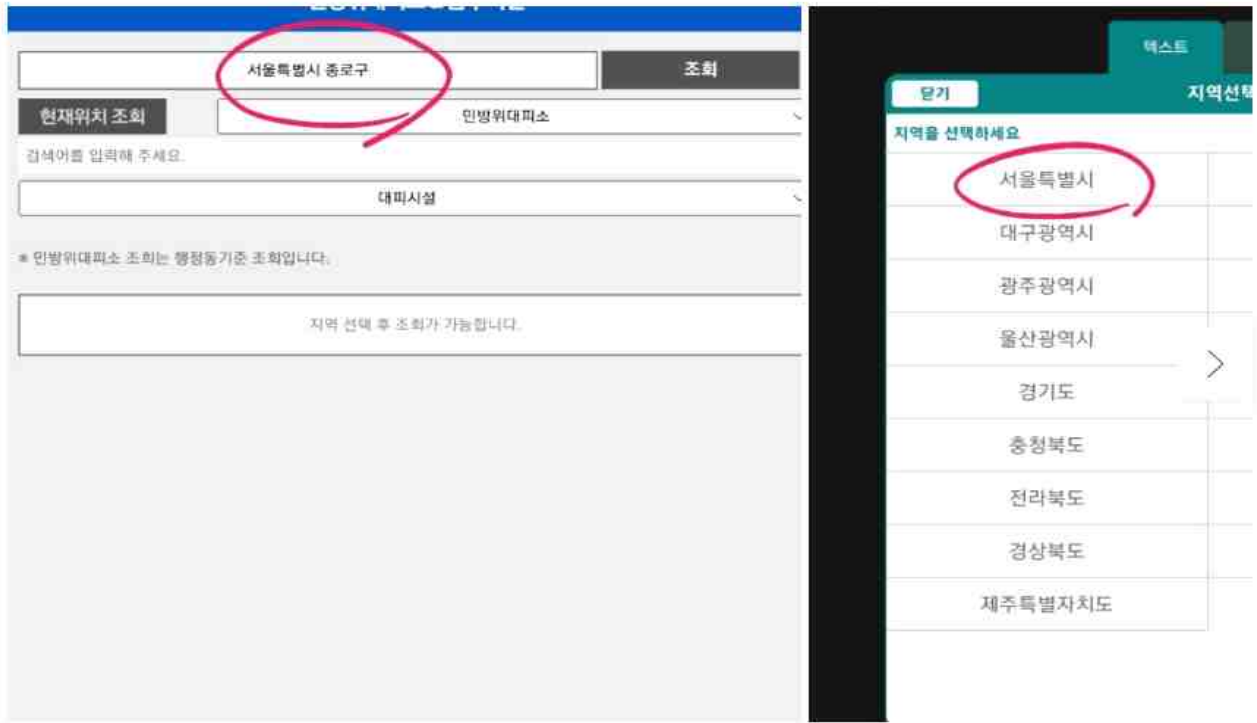 서울특별시 종로구
조회
현재위치 조회
민방위대피소
검색어를 입력해 주세요.
대피시설
※ 민방위대피소 조회는 행정동기준 조회입니다.
지역 선택 후 조회가 가능합니다.
텍스트
닫기
지역선택
지역을 선택하세요
서울특별시
대구광역시
광주광역시
울산광역시
경기도
충청북도
전라북도
경상북도
제주특별자치도